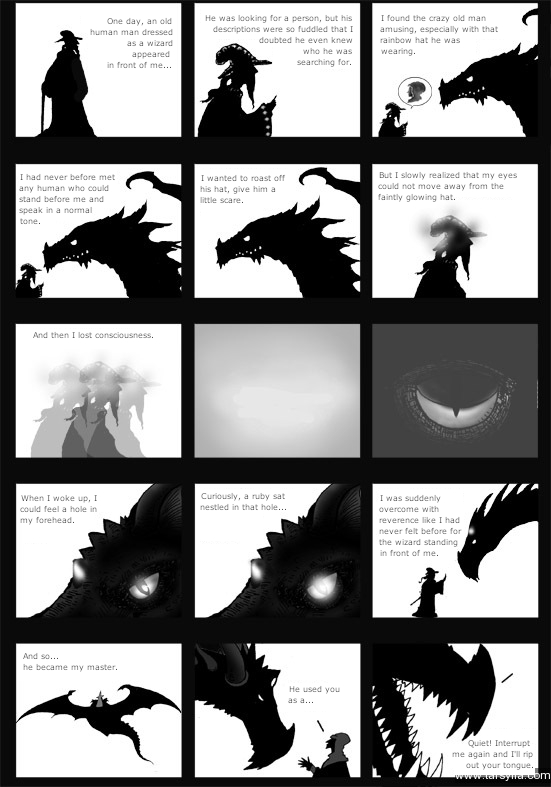 One day, an old
human man dressed
as a wizard
appeared
in front of me...
He was looking for a person, but his
descriptions were so fuddled that I
doubted he even knew
who he was
searching for.
I found the crazy old man
amusing, especially with that
rainbow hat he was
wearing.
I had never before met
any human who could
stand before me and
speak in a normal
tone.
I wanted to roast off
his hat, give him a
little scare.
But I slowly realized that my eyes
could not move away from the
faintly glowing hat.
And then I lost consciousness.
When I woke up, I
could feel a hole in
my forehead.
Curiously, a ruby sat
nestled in that hole...
I was suddenly
overcome with
reverence like I had
never felt before for
the wizard standing
in front of me.
And so...
he became my master.
He used you
as a...
Quiet! Interrupt
me again and I'll rip
out your tongue.
www.tarsylia.com